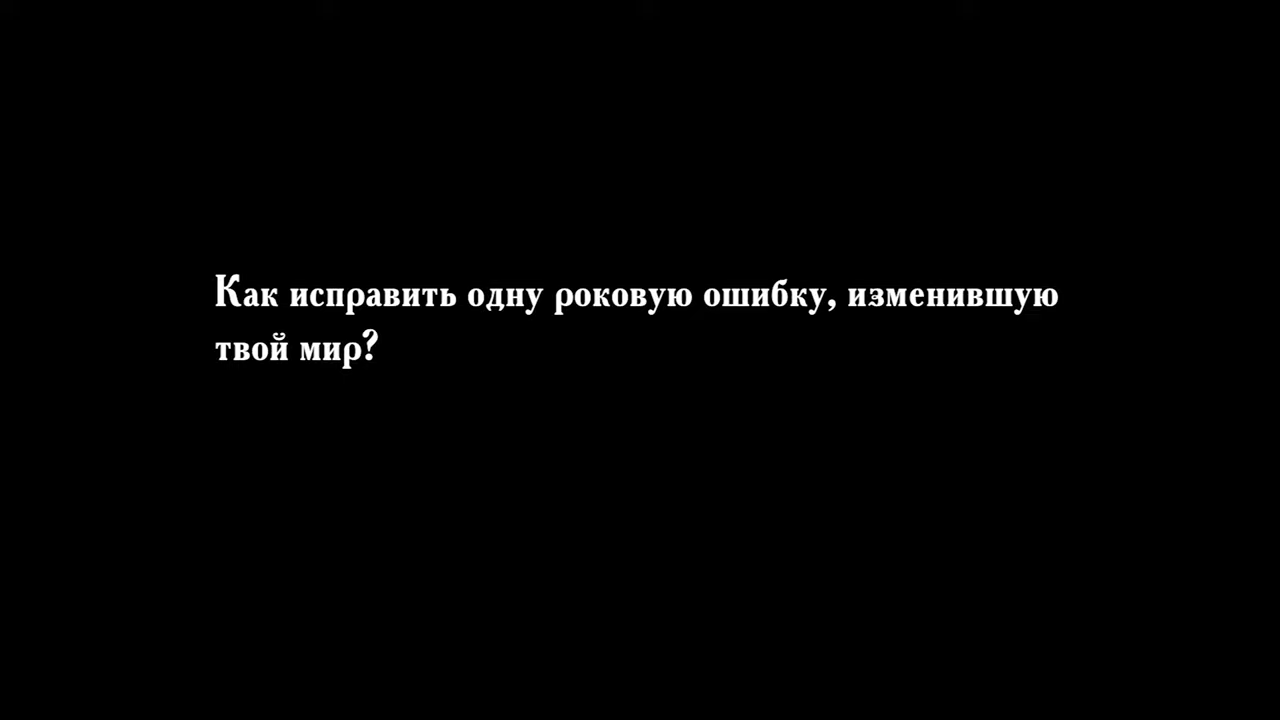 Как исправить одну роковую ошибку, изменившую
твой мир?